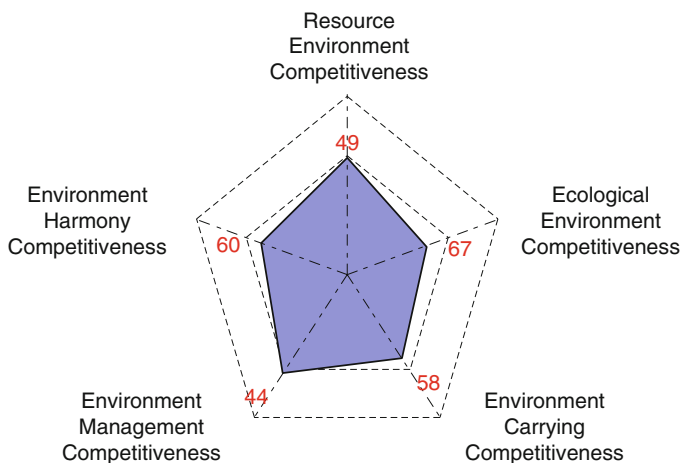 Resource
Environment
Competitiveness
49
Environment
Harmony
Competitiveness
60
Ecological
Environment
Competitiveness
67
Environment
Management
Competitiveness
44
Environment
Carrying
Competitiveness
58